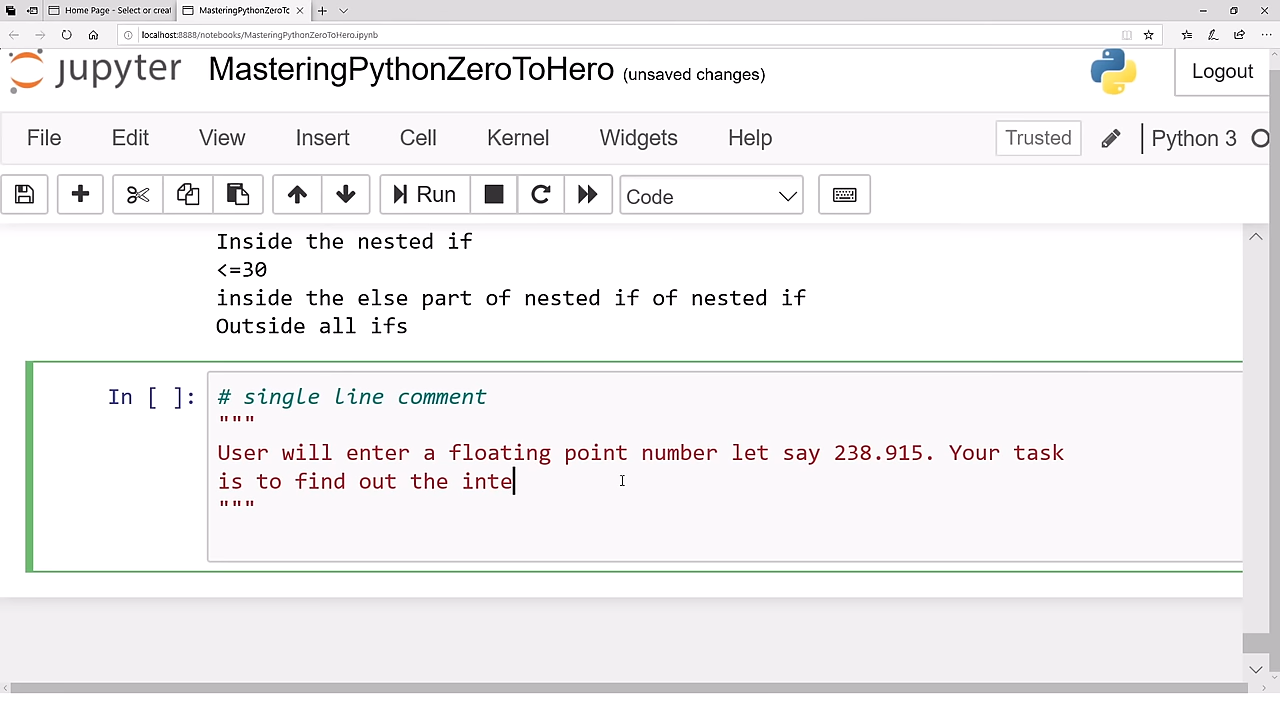 Home Page - Select or creat
MasteringPythonZeroTo
localhost:8888/notebooks/MasteringPythonZeroToHero.ipynb
jupyter MasteringPythonZeroToHero (unsaved changes)
Logout
File Edit View Insert Cell Kernel Widgets Help
Trusted Python 3
Run Code
Inside the nested if
<=30
inside the else part of nested if of nested if
Outside all ifs
In [ ]: # single line comment
"""
User will enter a floating point number let say 238.915. Your task
is to find out the inte
"""